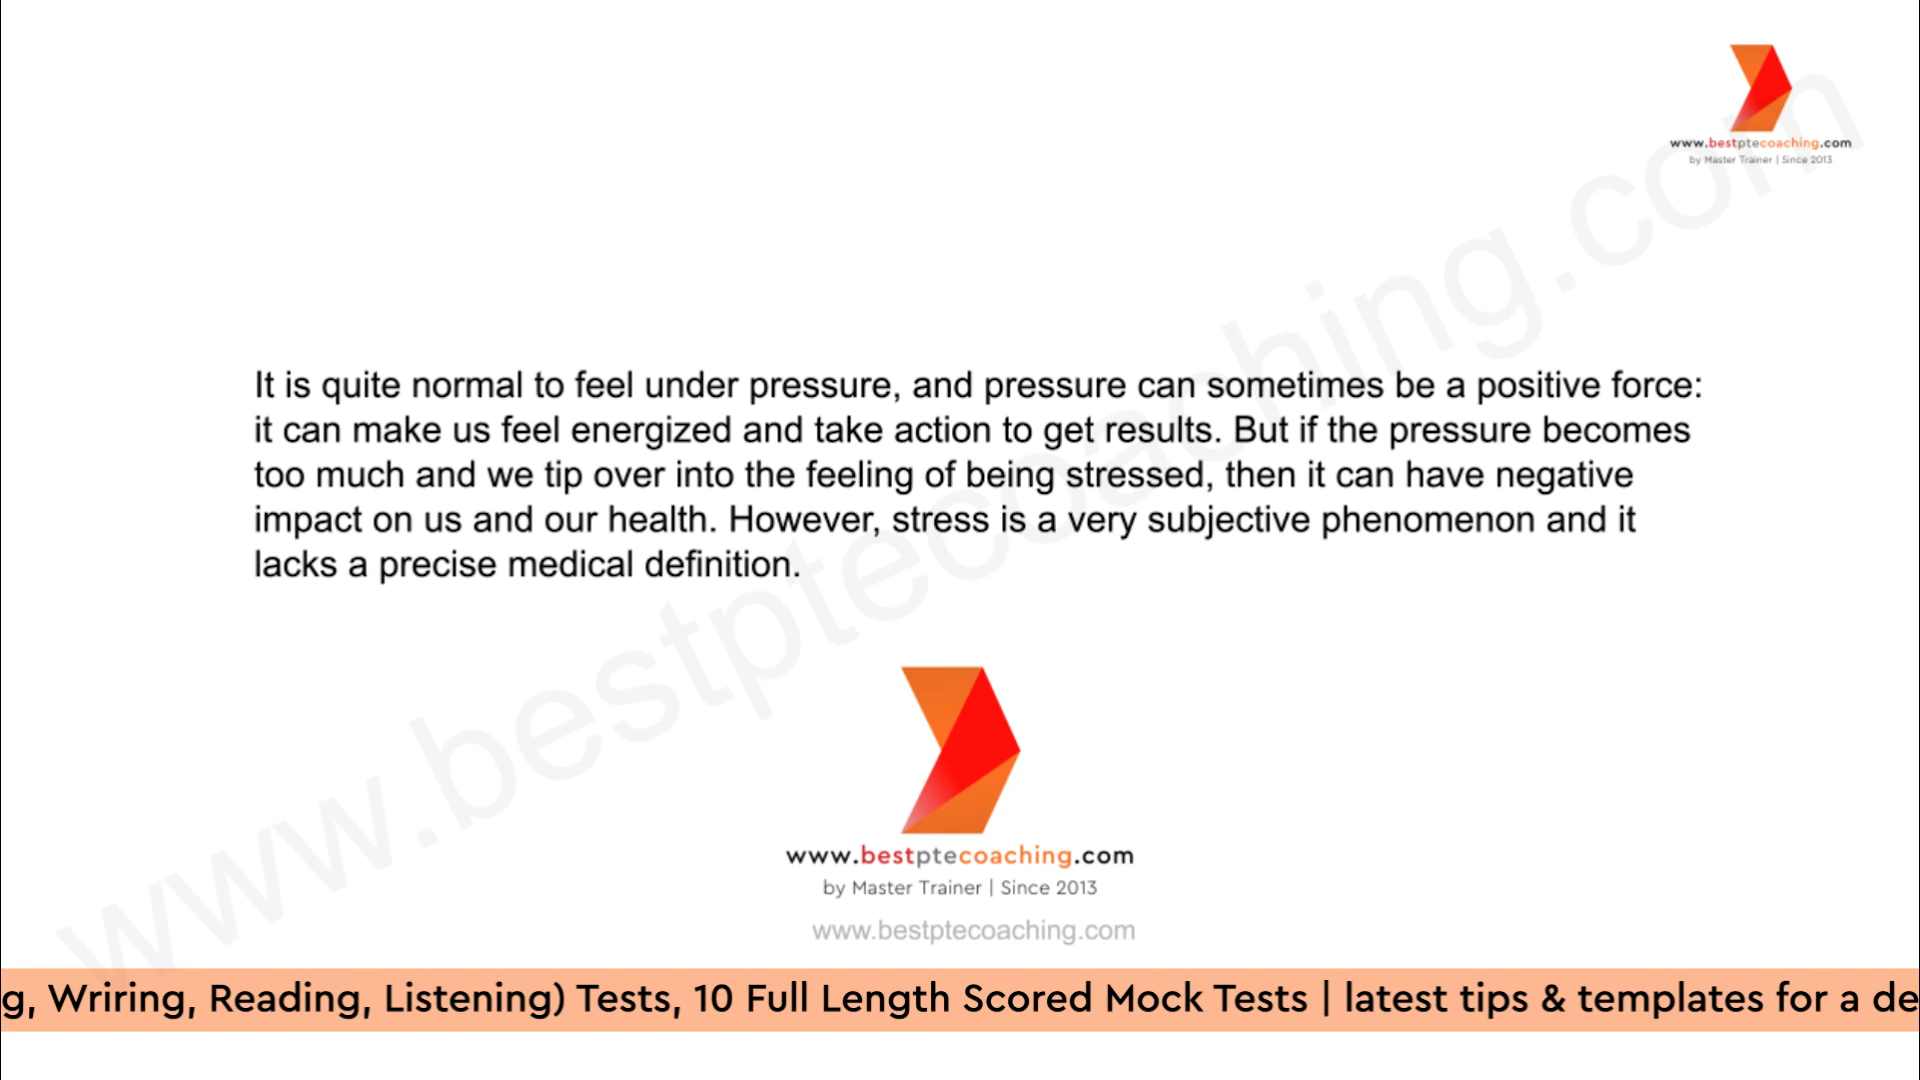 www.bestptecoaching.com
by Master Trainer | Since 2013
It is quite normal to feel under pressure, and pressure can sometimes be a positive force:
it can make us feel energized and take action to get results. But if the pressure becomes
too much and we tip over into the feeling of being stressed, then it can have negative
impact on us and our health. However, stress is a very subjective phenomenon and it
lacks a precise medical definition.
www.bestptecoaching.com
www.bestptecoaching.com
by Master Trainer | Since 2013
www.bestptecoaching.com
g, Wriring, Reading, Listening) Tests, 10 Full Length Scored Mock Tests | latest tips & templates for a de